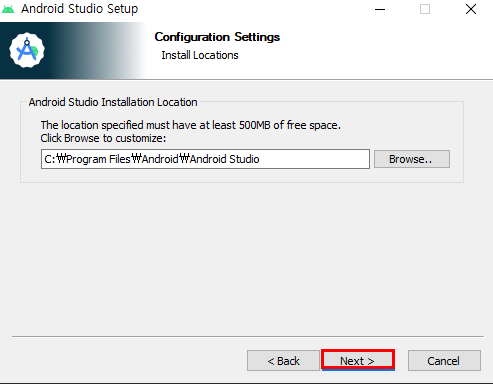 Android Studio Setup
Configuration Settings
Install Locations
Android Studio Installation Location
The location specified must have at least 500MB of free space.
Click Browse to customize:
C:₩Program Files₩Android₩Android Studio
Browse..
< Back
Next >
Cancel